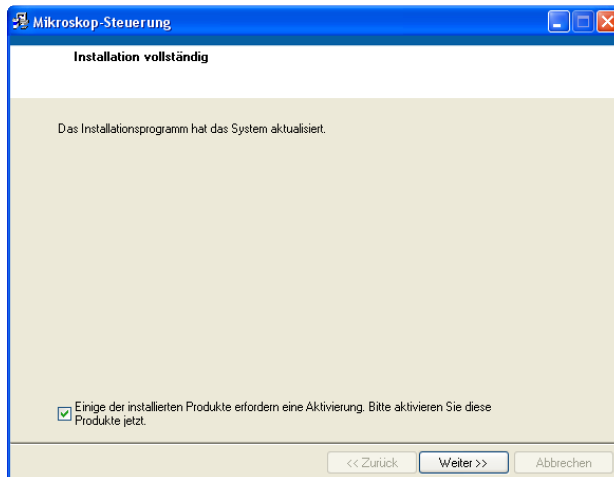 Mikroskop-Steuerung
Installation vollständig
Das Installationsprogramm hat das System aktualisiert.
Einige der installierten Produkte erfordern eine Aktivierung. Bitte aktivieren Sie diese
Produkte jetzt.
<< Zurück Weiter >> Abbrechen